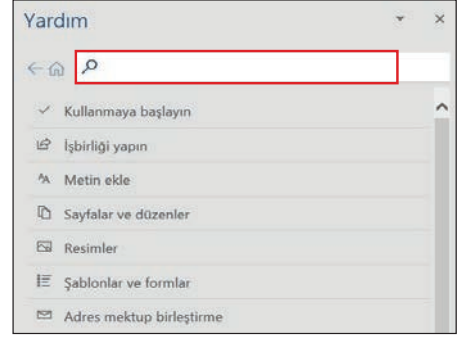 Yardım
Kullanmaya başlayın
İşbirliği yapın
Metin ekle
Sayfalar ve düzenler
Resimler
Şablonlar ve formlar
Adres mektup birleştirme